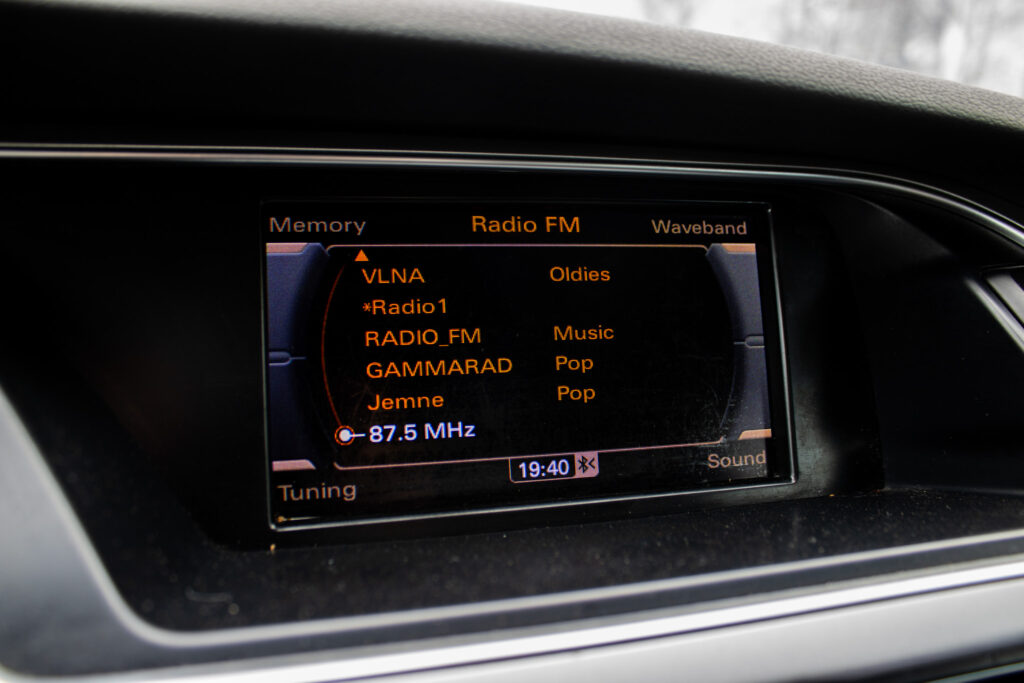 Memory Radio FM Waveband
VLNA Oldies
*Radio1
RADIO_FM Music
GAMMARAD Pop
Jemne Pop
87.5 MHz
19:40
Sound
Tuning